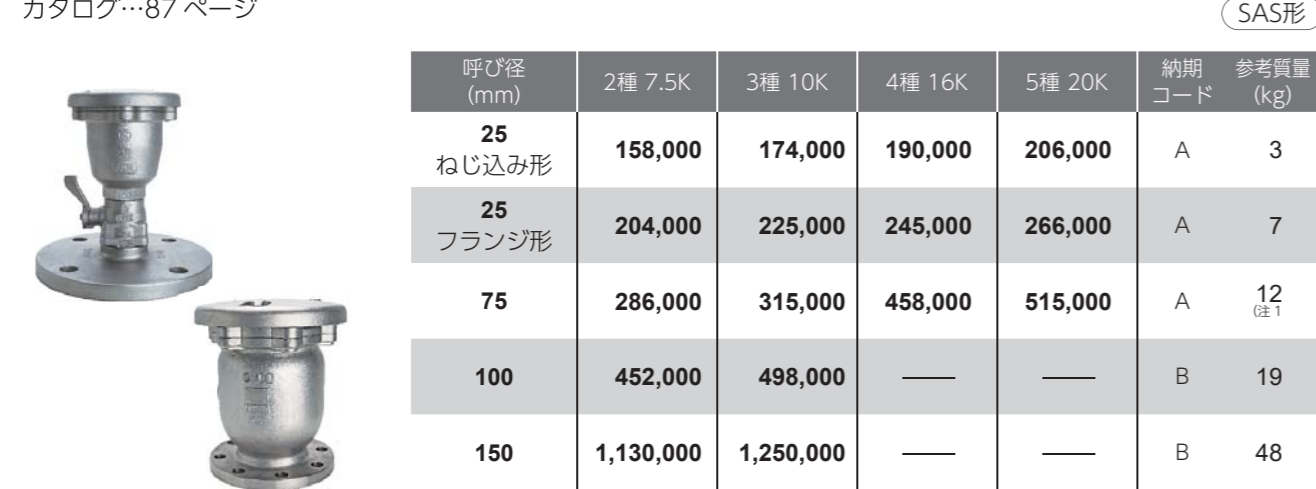 カタログ…87 ページ
SAS形
呼び径 (mm) 2種 7.5K 3種 10K 4種 16K 5種 20K 納期コード 参考質量 (kg)
25 ねじ込み形 158,000 174,000 190,000 206,000 A 3
25 フランジ形 204,000 225,000 245,000 266,000 A 7
75 286,000 315,000 458,000 515,000 A 12 (注1
100 452,000 498,000 —— —— B 19
150 1,130,000 1,250,000 —— —— B 48